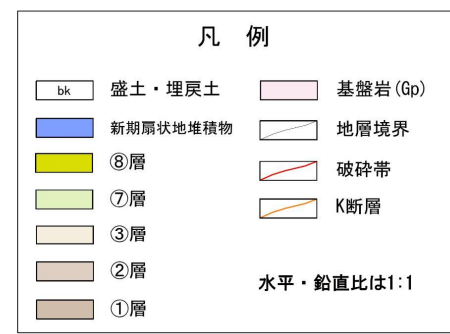 凡 例
bk 盛土・埋戻土
新期扇状地堆積物
⑧層
⑦層
③層
②層
①層
基盤岩(Gp)
地層境界
破砕帯
K断層
水平・鉛直比は1:1